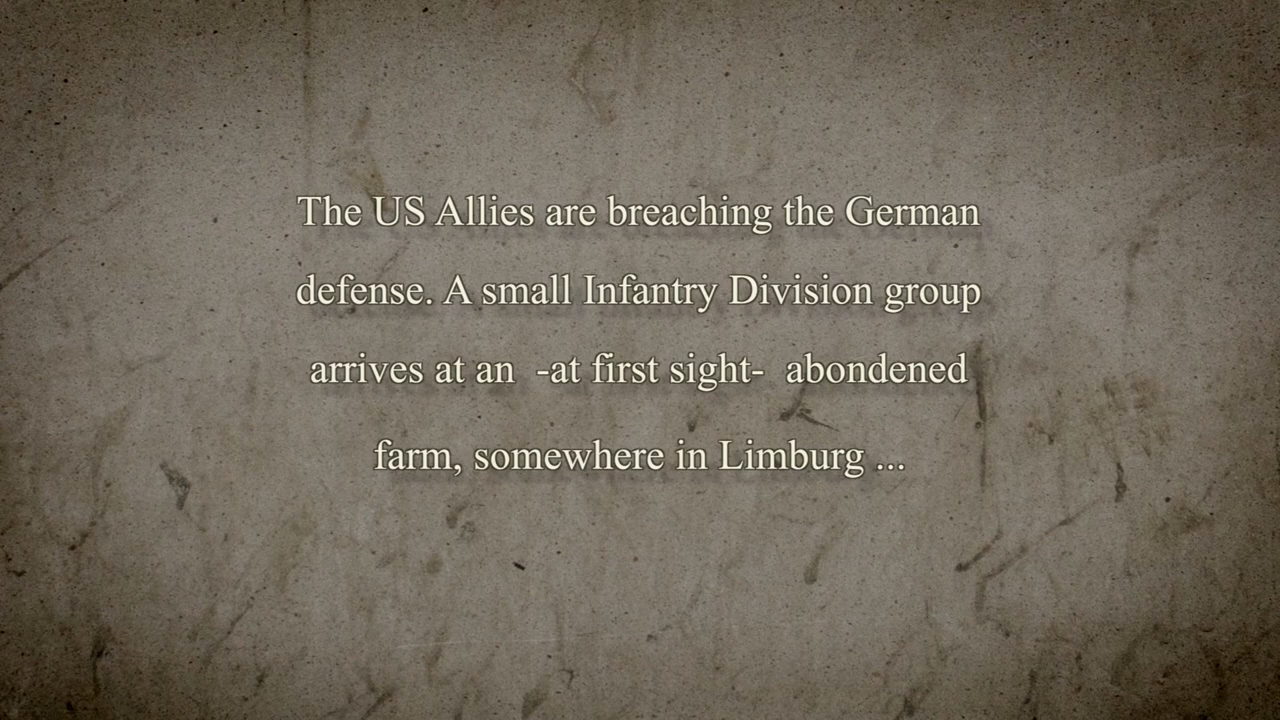 The US Allies are breaching the German
defense. A small Infantry Division group
arrives at an  -at first sight-  abondened
farm, somewhere in Limburg ...